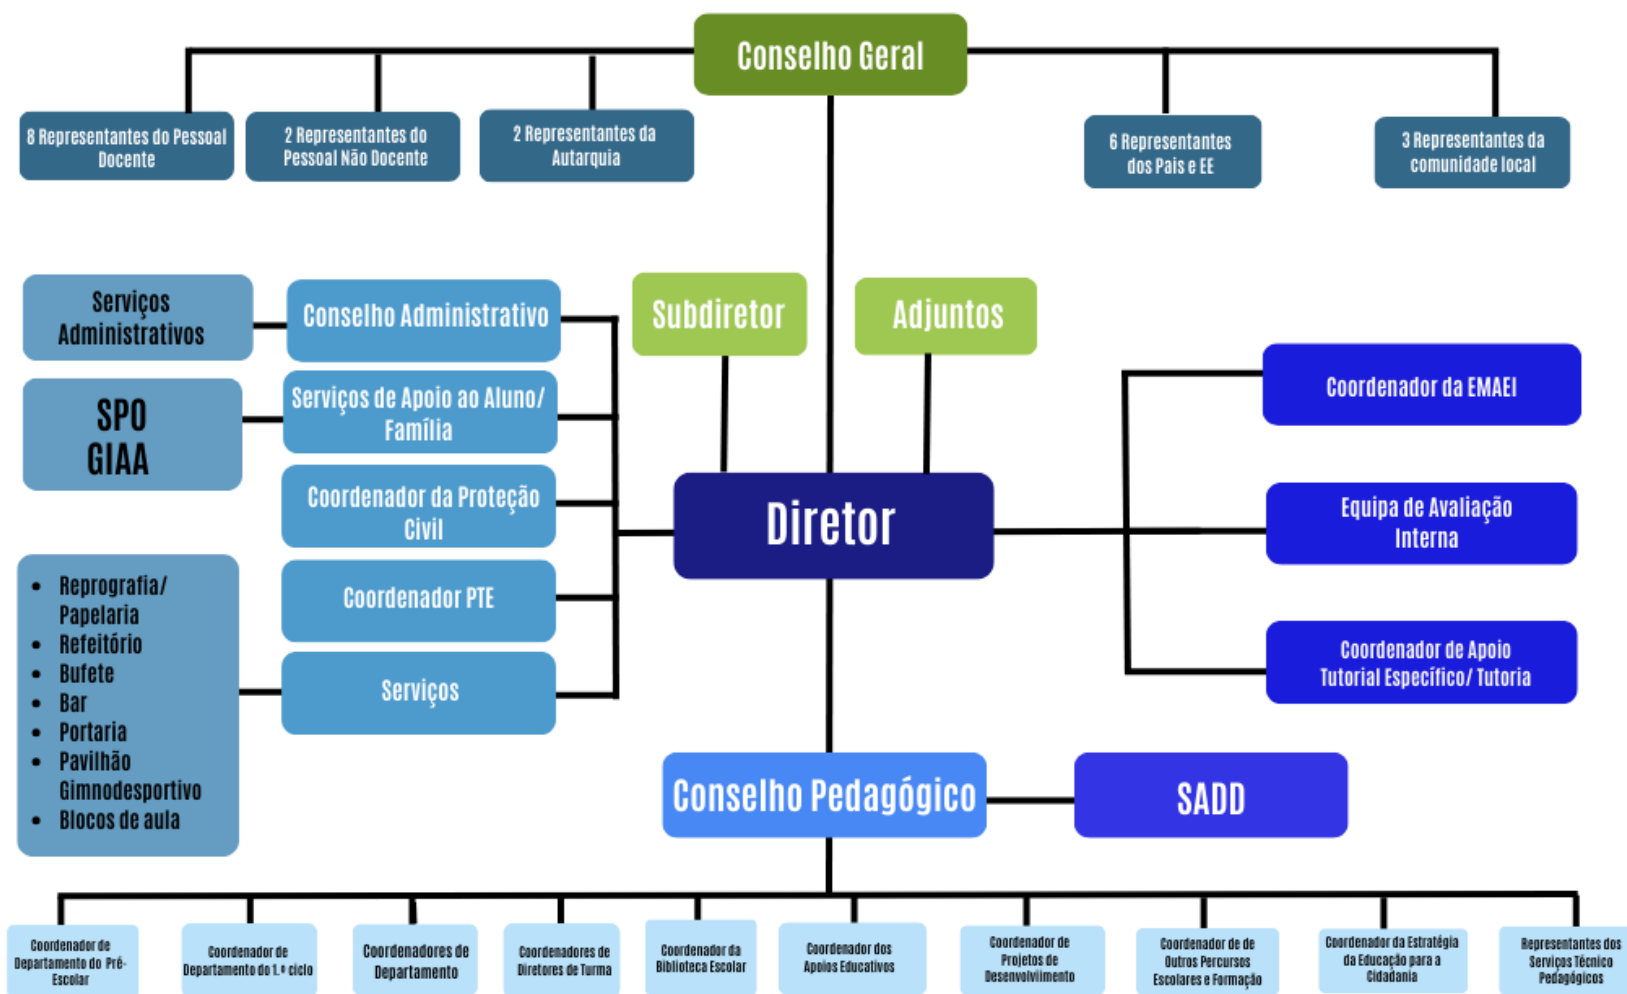 Conselho Geral
8 Representantes do Pessoal
Docente
2 Representantes do
Pessoal Não Docente
2 Representantes da
Autarquia
6 Representantes
dos Pais e EE
3 Representantes da
comunidade local
Serviços
Administrativos
Conselho Administrativo
Subdiretor
Adjuntos
SPO
GIAA
Serviços de Apoio ao Aluno/
Família
Coordenador da EMAEI
Coordenador da Proteção
Civil
Diretor
Equipa de Avaliação
Interna
• Reprografia/
Papelaria
• Refeitório
• Bufete
• Bar
• Portaria
• Pavilhão
Gimnodesportivo
• Blocos de aula
Coordenador PTE
Serviços
Coordenador de Apoio
Tutorial Específico/ Tutoria
Conselho Pedagógico
SADD
Coordenador de
Departamento do Pré-
Escolar
Coordenador de
Departamento do 1.º ciclo
Coordenadores de
Departamento
Coordenadores de
Diretores de Turma
Coordenador da
Biblioteca Escolar
Coordenador dos
Apoios Educativos
Coordenador de
Projetos de
Desenvolviimento
Coordenador de de
Outros Percursos
Escolares e Formação
Coordenador da Estratégia
da Educação para a
Cidadania
Representantes dos
Serviços Técnico
Pedagógicos